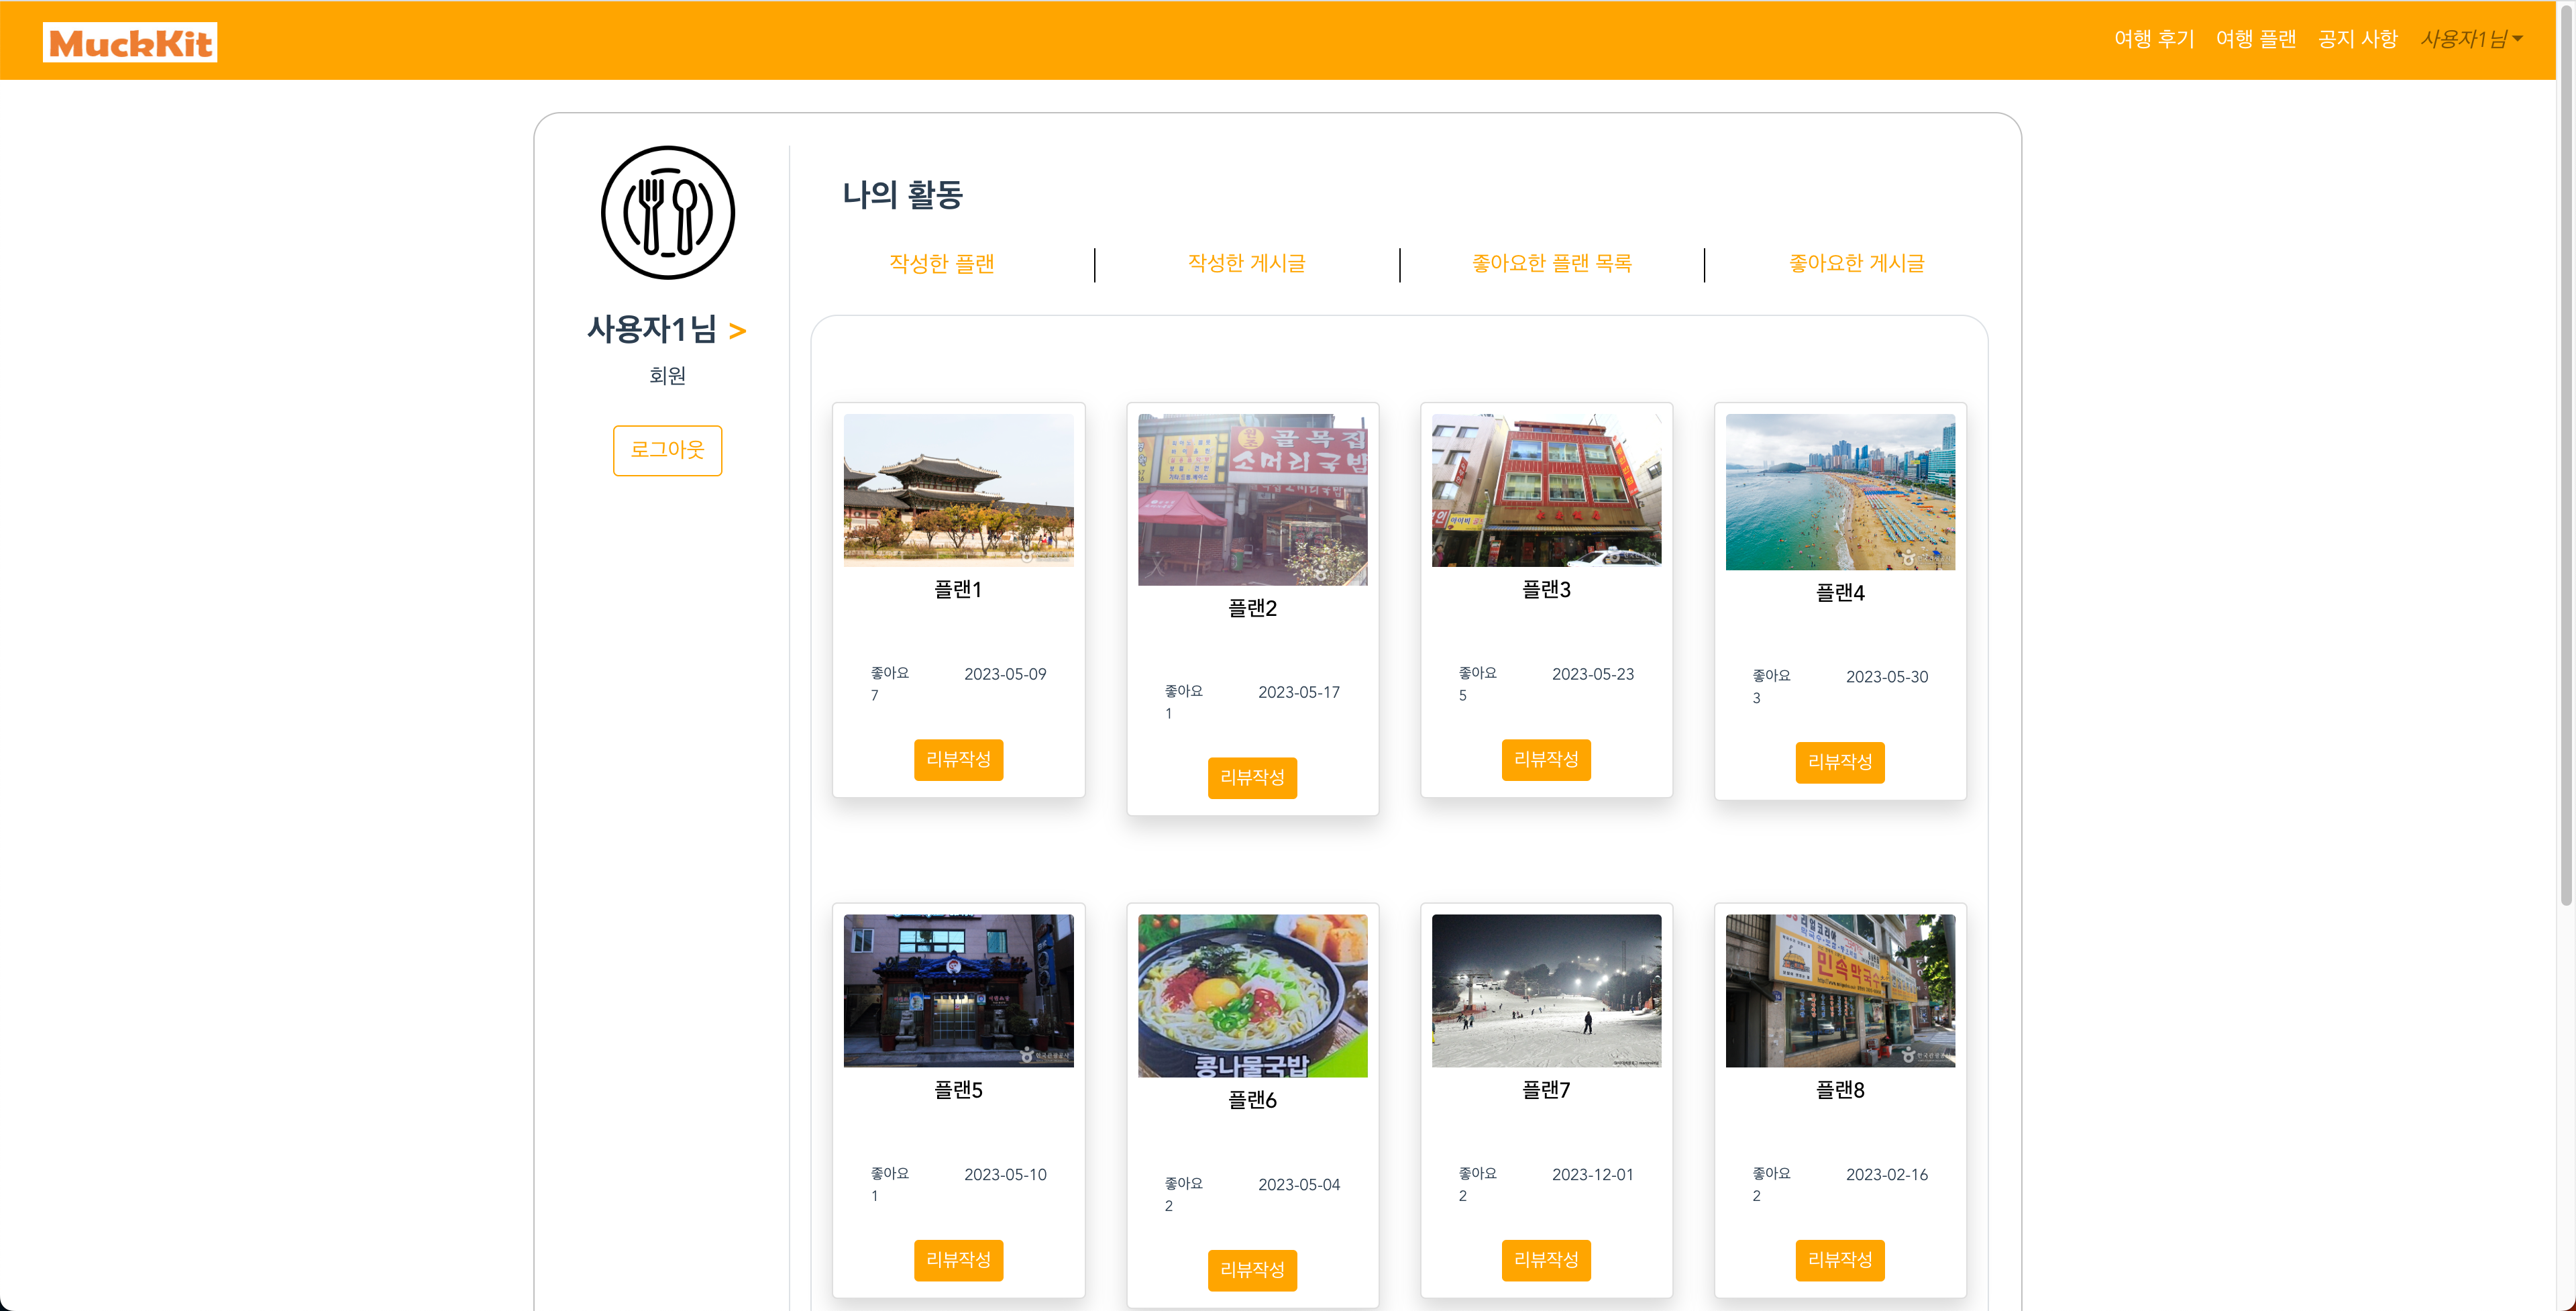 MuckKit
여행 후기 여행 플랜 공지 사항 사용자1님
사용자1님 >
회원
로그아웃
나의 활동
작성한 플랜 작성한 게시글 좋아요한 플랜 목록 좋아요한 게시글
골목집
소머리국밥
플랜1
좋아요 2023-05-09
7
리뷰작성
플랜2
좋아요 2023-05-17
1
리뷰작성
플랜3
좋아요 2023-05-23
5
리뷰작성
플랜4
좋아요 2023-05-30
3
리뷰작성
플랜5
좋아요 2023-05-10
1
리뷰작성
콩나물국밥
플랜6
좋아요 2023-05-04
2
리뷰작성
플랜7
좋아요 2023-12-01
2
리뷰작성
민속막국수
플랜8
좋아요 2023-02-16
2
리뷰작성